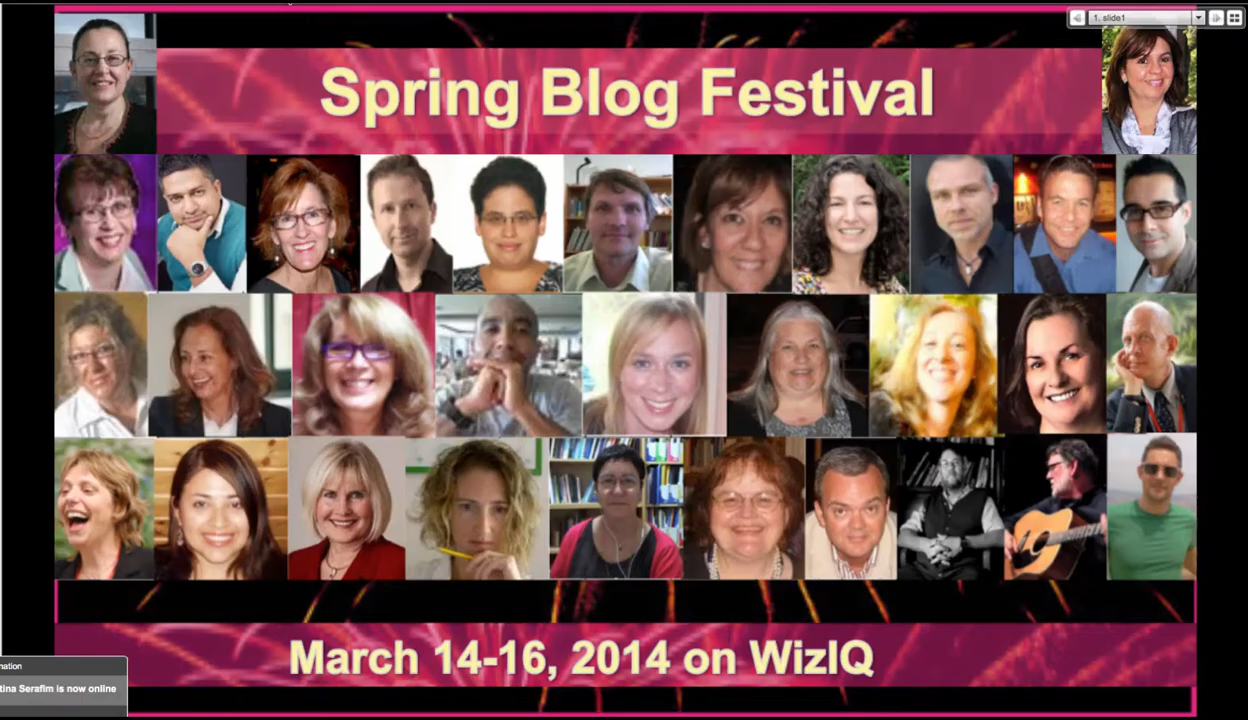 1. slide1
Spring Blog Festival
March 14-16, 2014 on WizIQ
tina Serafim is now online